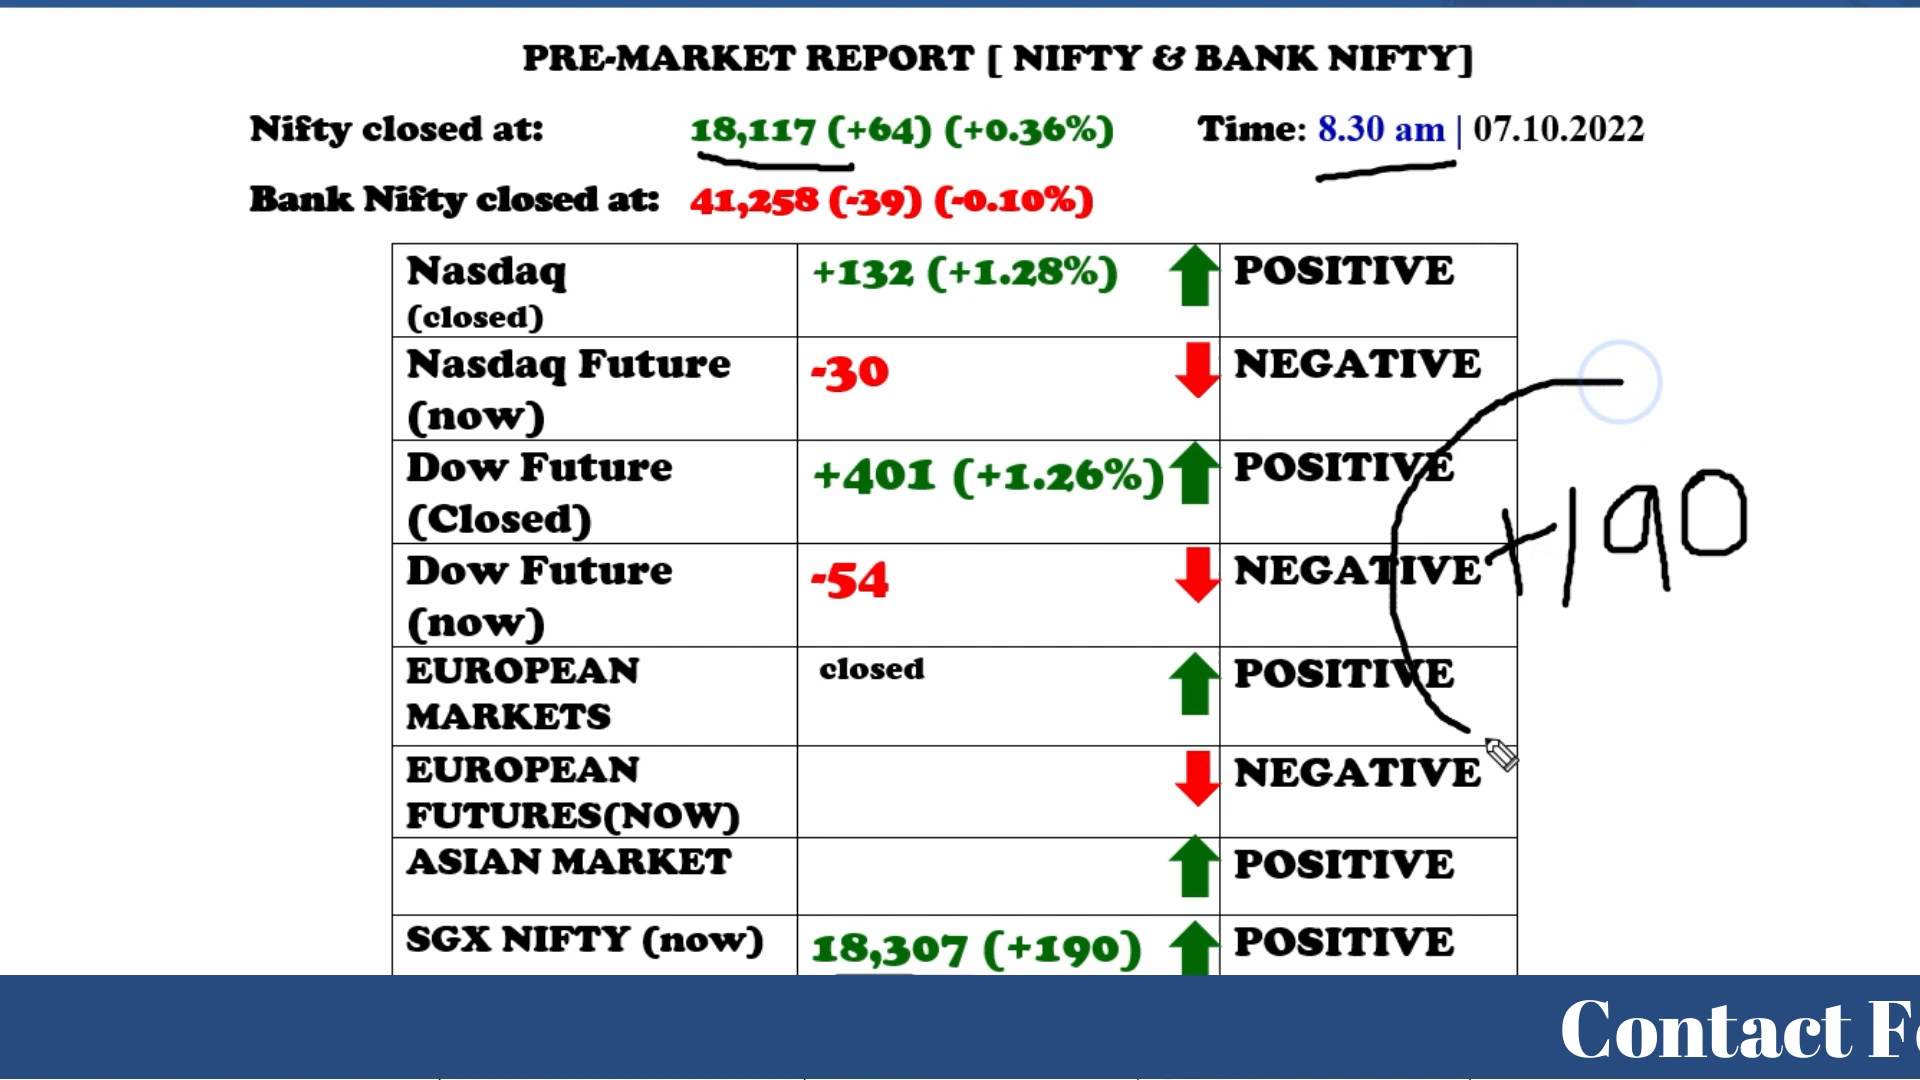 PRE-MARKET REPORT [ NIFTY & BANK NIFTY]
Nifty closed at: 18,117 (+64) (+0.36%) Time: 8.30 am | 07.10.2022
Bank Nifty closed at: 41,258 (-39) (-0.10%)
Nasdaq +132 (+1.28%) POSITIVE
(closed)
Nasdaq Future -30 NEGATIVE
(now)
Dow Future +401 (+1.26%) POSITIVE
(Closed)
+190
Dow Future -54 NEGATIVE
(now)
EUROPEAN closed POSITIVE
MARKETS
EUROPEAN NEGATIVE
FUTURES(NOW)
ASIAN MARKET POSITIVE
SGX NIFTY (now) 18,307 (+190) POSITIVE
Contact